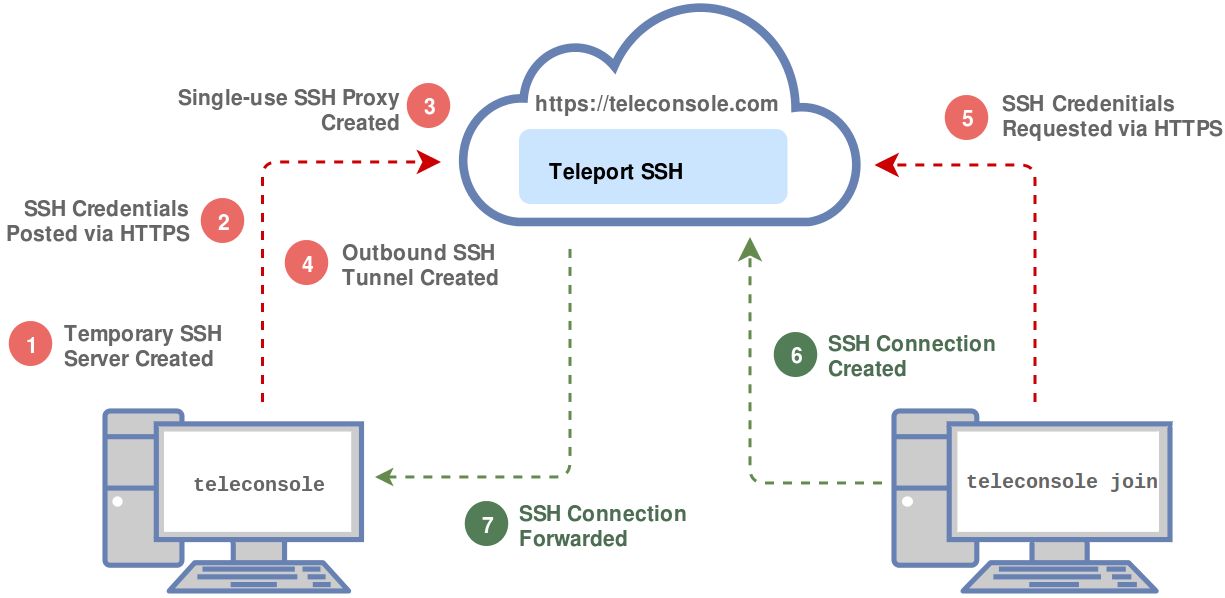 https://teleconsole.com
Teleport SSH
Single-use SSH Proxy
Created
3
SSH Credentials
Posted via HTTPS
2
4
Outbound SSH
Tunnel Created
1
Temporary SSH
Server Created
5
SSH Credenitials
Requested via HTTPS
6
SSH Connection
Created
teleconsole
teleconsole join
7
SSH Connection
Forwarded